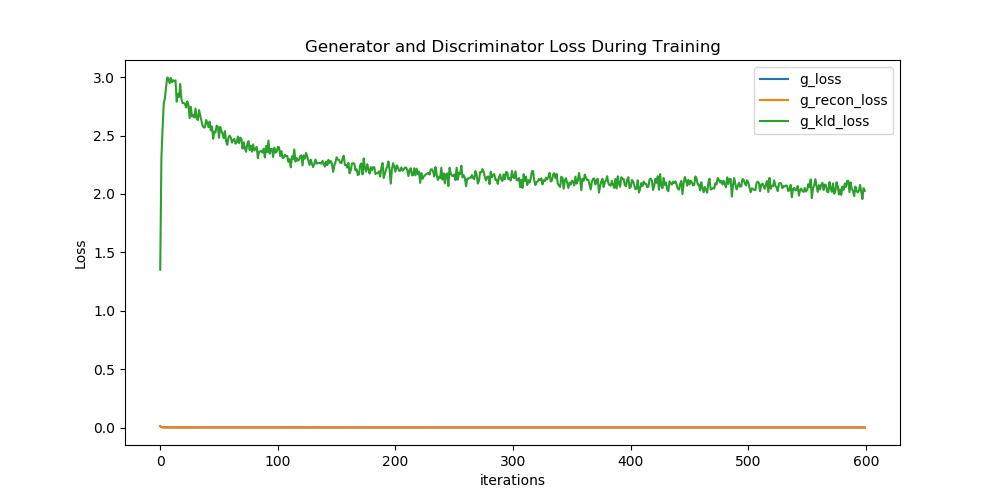 Generator and Discriminator Loss During Training
g_loss
g_recon_loss
g_kld_loss
3.0
2.5
2.0
1.5
1.0
0.5
0.0
Loss
0 100 200 300 400 500 600
iterations